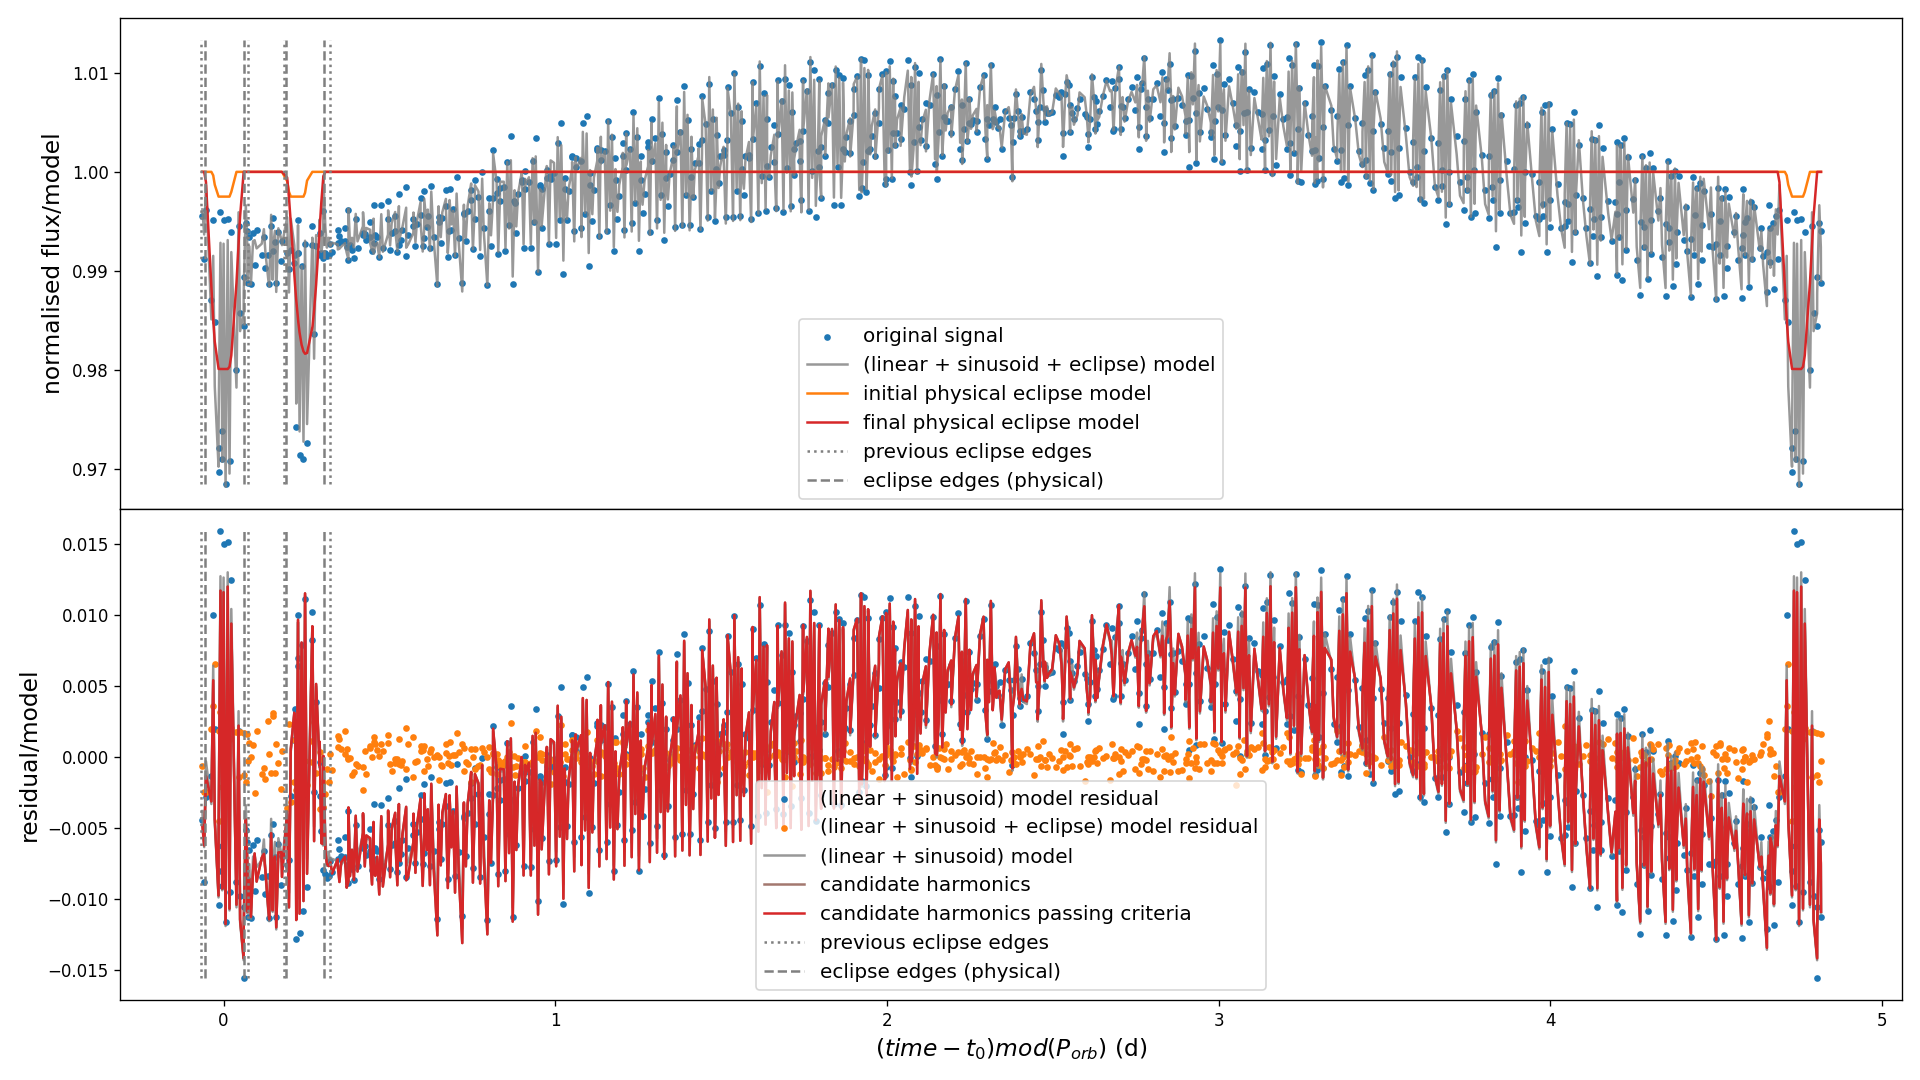 normalised flux/model
1.01
1.00
0.99
0.98
0.97
original signal
(linear + sinusoid + eclipse) model
initial physical eclipse model
final physical eclipse model
previous eclipse edges
eclipse edges (physical)
residual/model
0.015
0.010
0.005
0.000
−0.005
−0.010
−0.015
(linear + sinusoid) model residual
(linear + sinusoid + eclipse) model residual
(linear + sinusoid) model
candidate harmonics
candidate harmonics passing criteria
previous eclipse edges
eclipse edges (physical)
0 1 2 3 4 5
(time − t₀)mod(P_orb) (d)